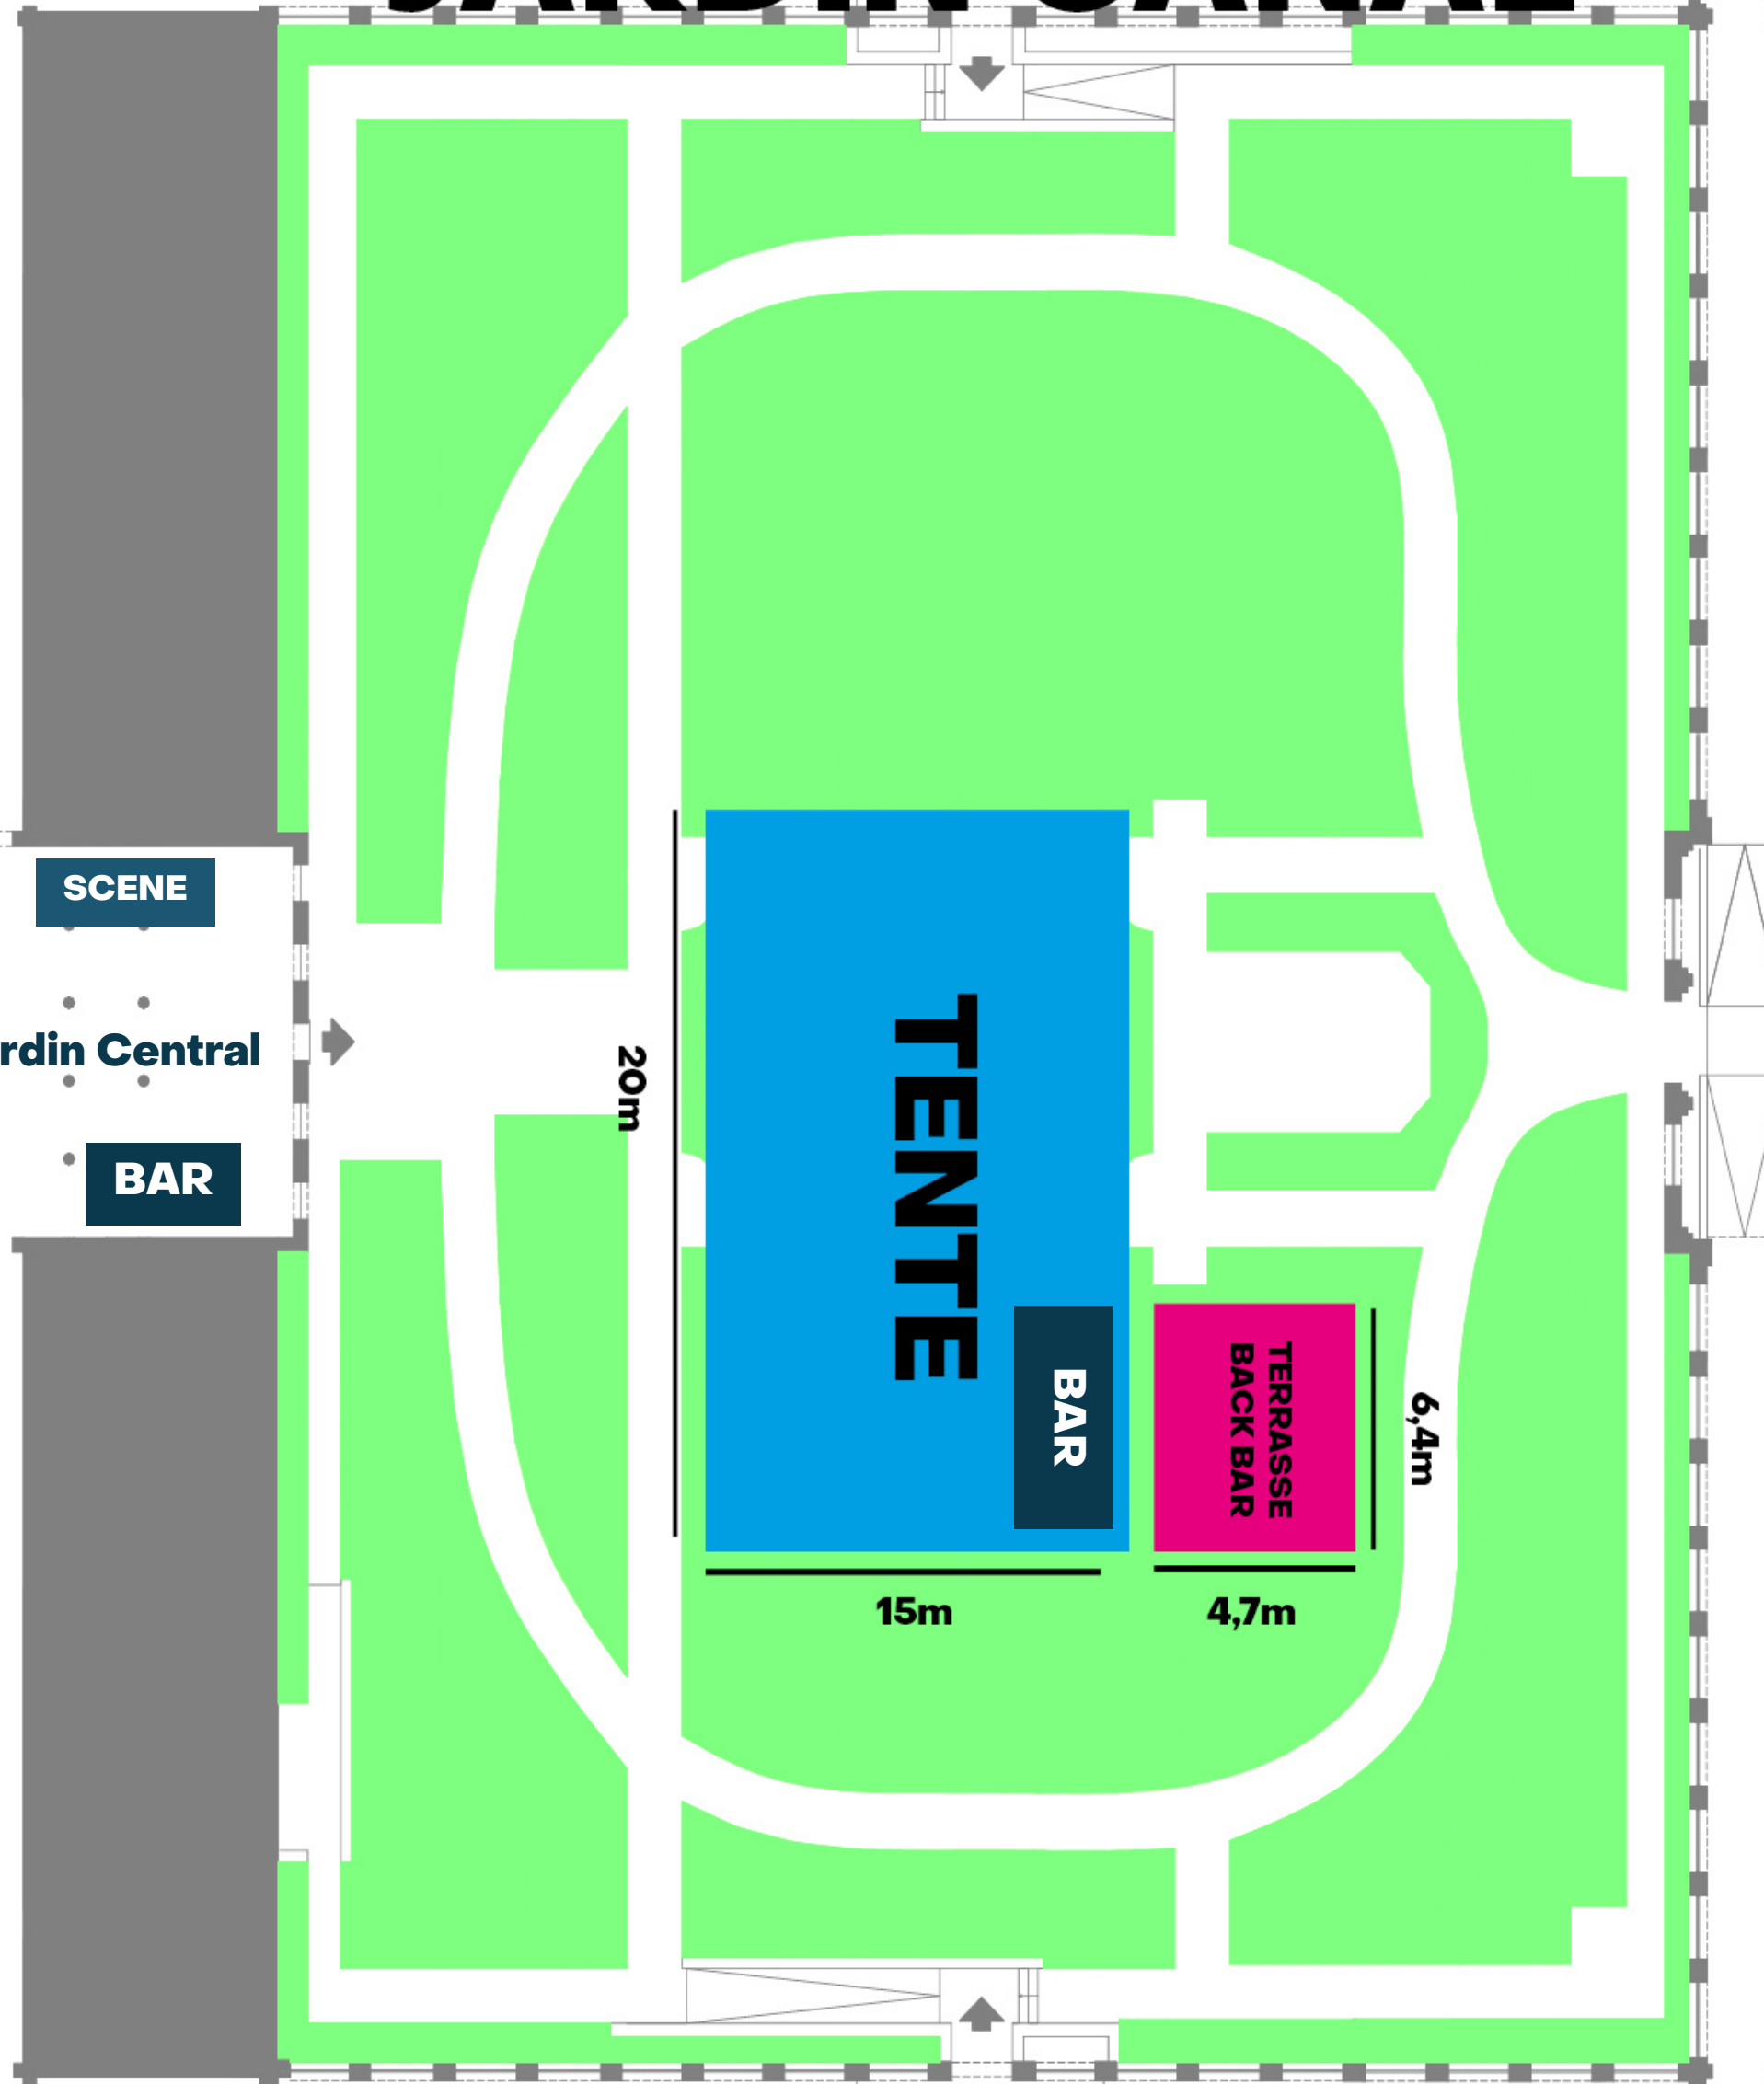 SCENE
rdin Central
BAR
20m
TENTE
BAR
TERRASSE
BACK BAR
6,4m
15m
4,7m